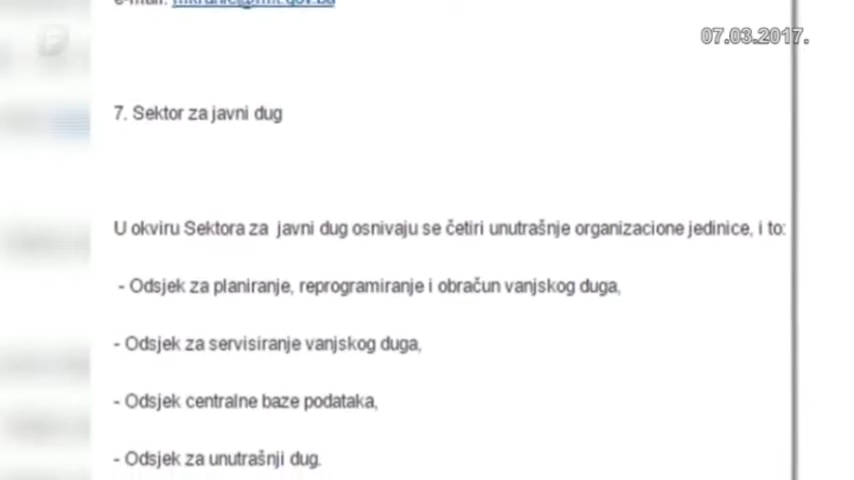 07.03.2017.
7. Sektor za javni dug
U okviru Sektora za javni dug osnivaju se četiri unutrašnje organizacione jedinice, i to:
- Odsjek za planiranje, reprogramiranje i obračun vanjskog duga,
- Odsjek za servisiranje vanjskog duga,
- Odsjek centralne baze podataka,
- Odsjek za unutrašnji dug.